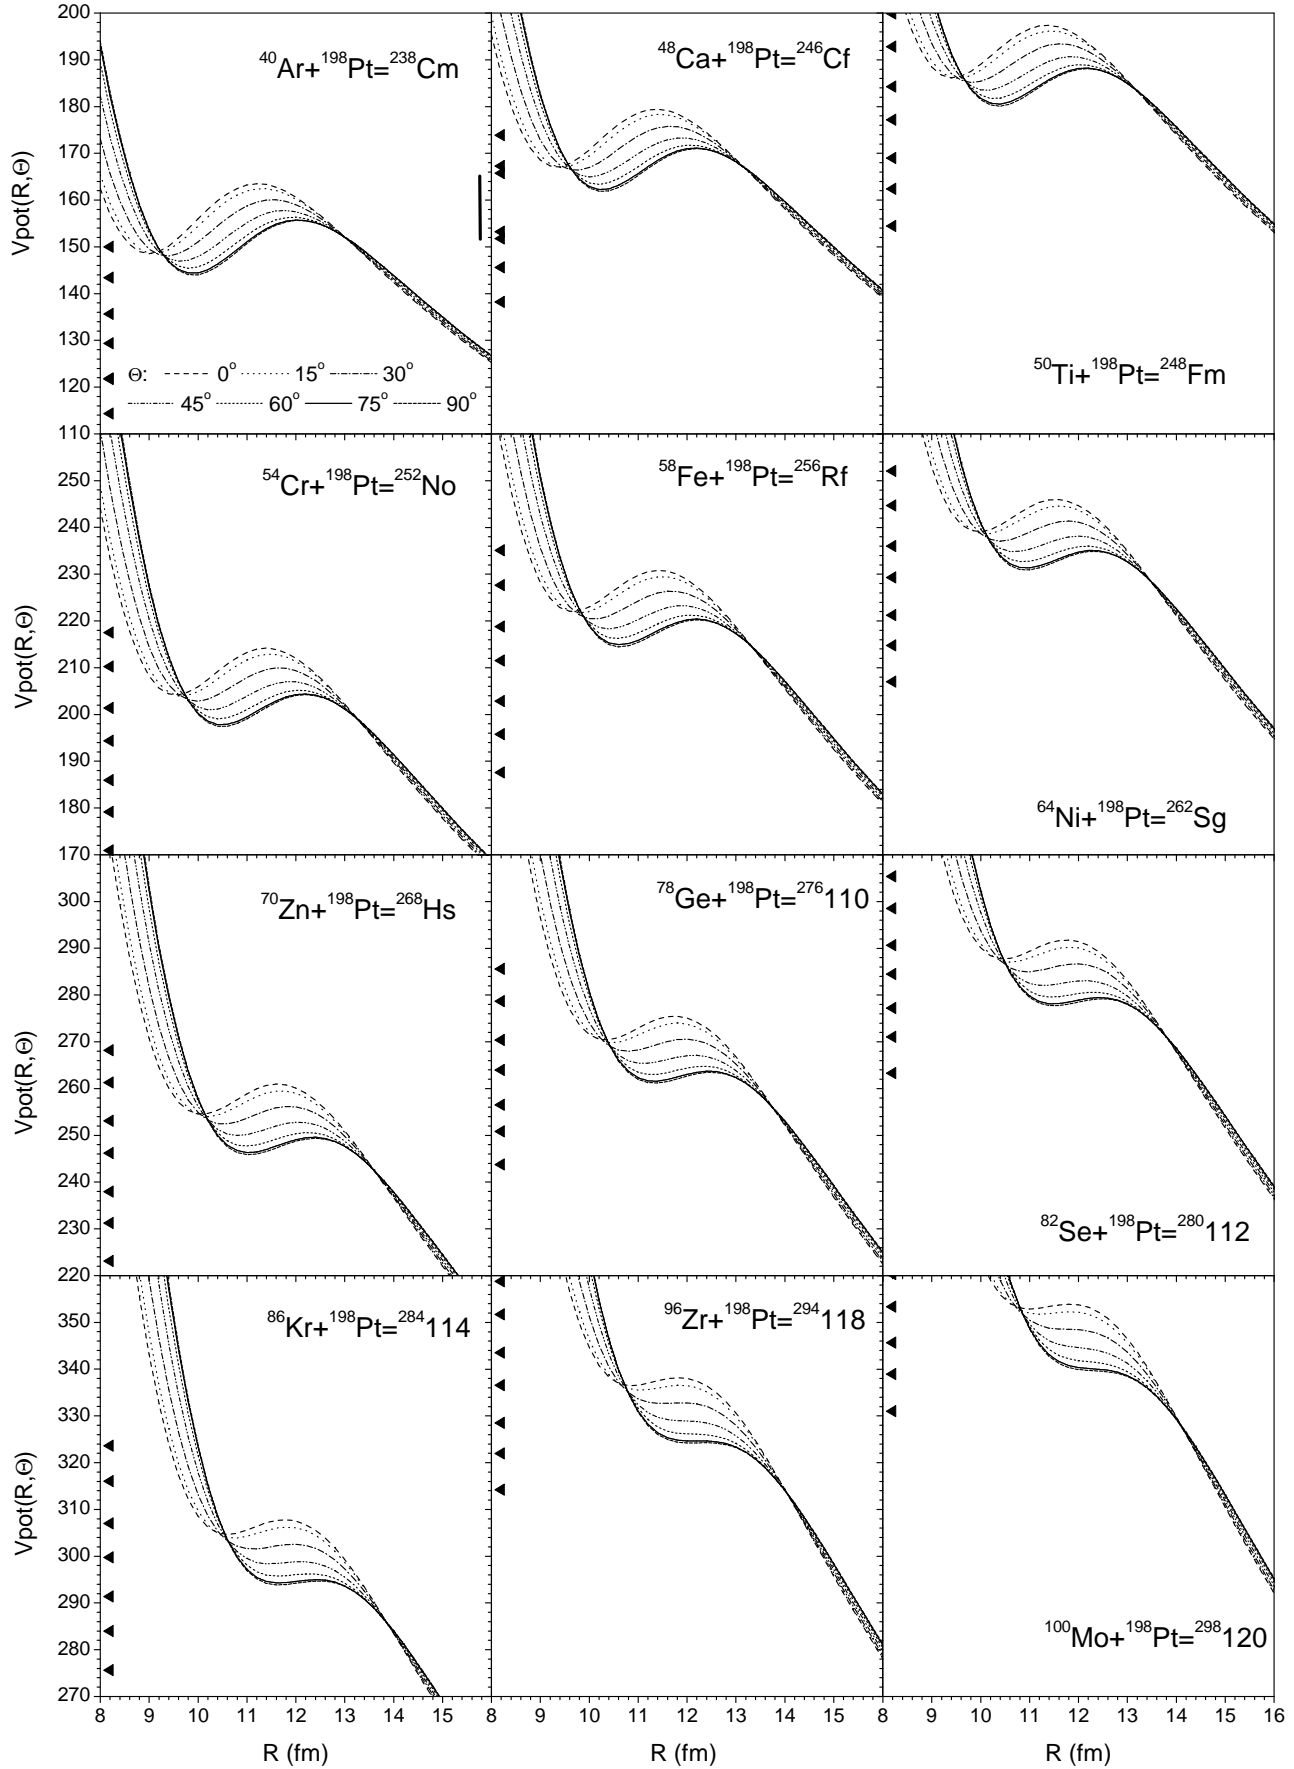 200
190
180
170
160
150
140
130
120
110
Vpot(R,Θ)
⁴⁰Ar+¹⁹⁸Pt=²³⁸Cm
Θ: 0° 15° 30°
45° 60° 75° 90°
⁴⁸Ca+¹⁹⁸Pt=²⁴⁶Cf
⁵⁰Ti+¹⁹⁸Pt=²⁴⁸Fm
250
240
230
220
210
200
190
180
170
Vpot(R,Θ)
⁵⁴Cr+¹⁹⁸Pt=²⁵²No
⁵⁸Fe+¹⁹⁸Pt=²⁵⁶Rf
⁶⁴Ni+¹⁹⁸Pt=²⁶²Sg
300
290
280
270
260
250
240
230
220
Vpot(R,Θ)
⁷⁰Zn+¹⁹⁸Pt=²⁶⁸Hs
⁷⁸Ge+¹⁹⁸Pt=²⁷⁶110
⁸²Se+¹⁹⁸Pt=²⁸⁰112
350
340
330
320
310
300
290
280
270
Vpot(R,Θ)
⁸⁶Kr+¹⁹⁸Pt=²⁸⁴114
⁹⁶Zr+¹⁹⁸Pt=²⁹⁴118
¹⁰⁰Mo+¹⁹⁸Pt=²⁹⁸120
8 9 10 11 12 13 14 15 8 9 10 11 12 13 14 15 8 9 10 11 12 13 14 15 16
R (fm) R (fm) R (fm)